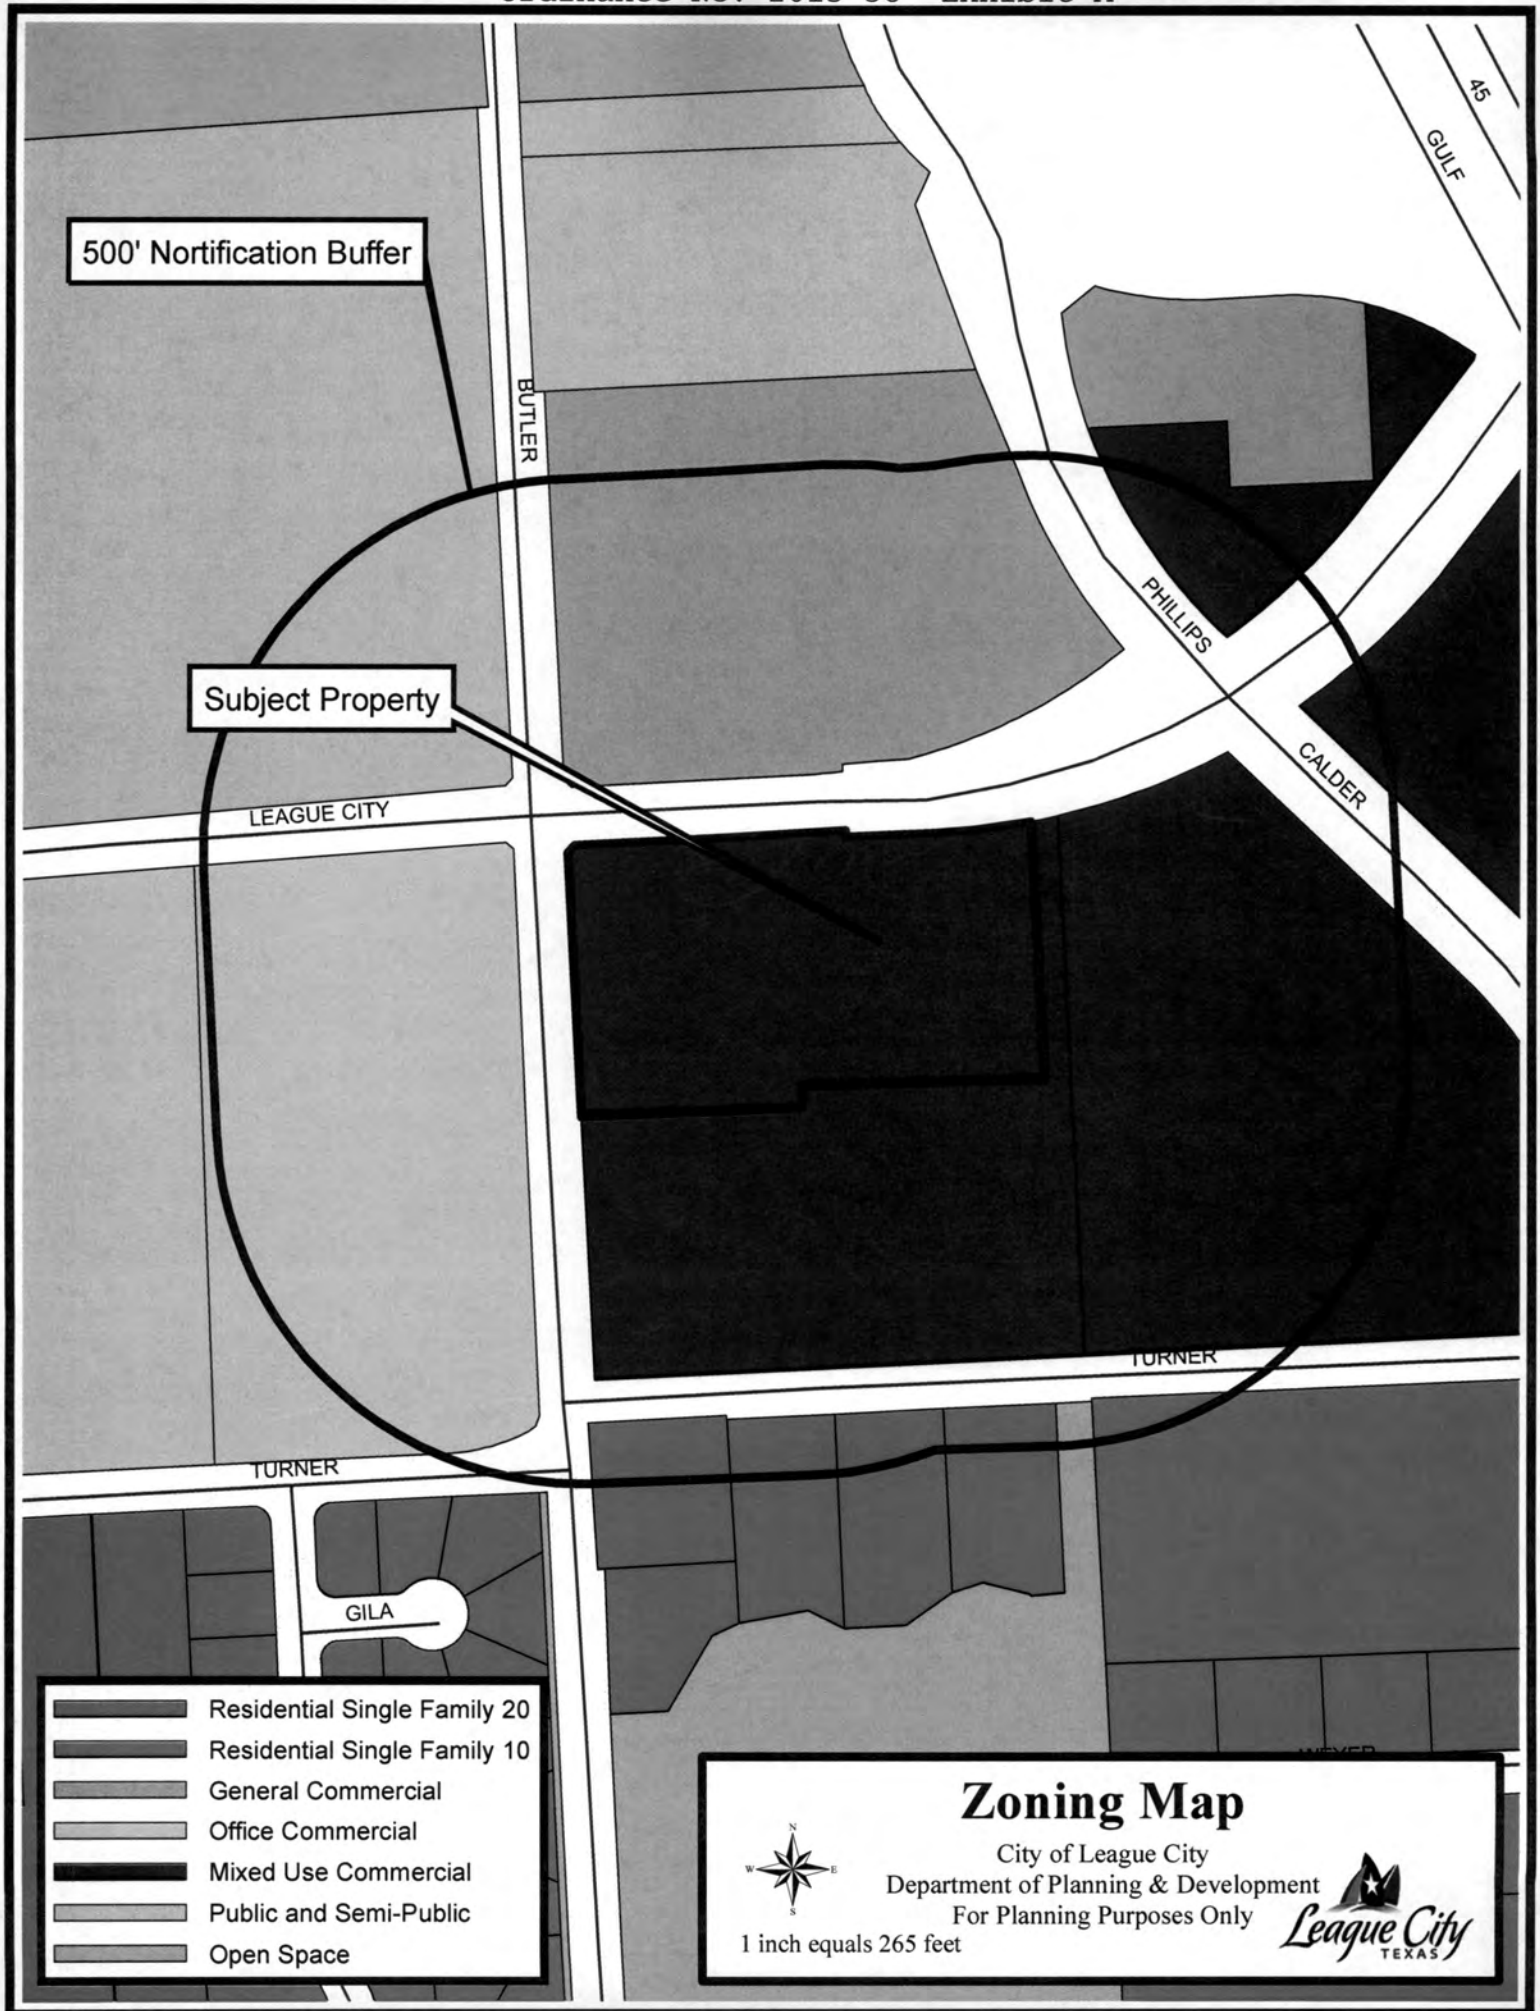 45
GULF
500' Nortification Buffer
BUTLER
PHILLIPS
Subject Property
CALDER
LEAGUE CITY
TURNER
TURNER
GILA
Residential Single Family 20
Residential Single Family 10
General Commercial
Office Commercial
Mixed Use Commercial
Public and Semi-Public
Open Space
Zoning Map
N
W E
S
City of League City
Department of Planning & Development
For Planning Purposes Only
1 inch equals 265 feet
League City
TEXAS